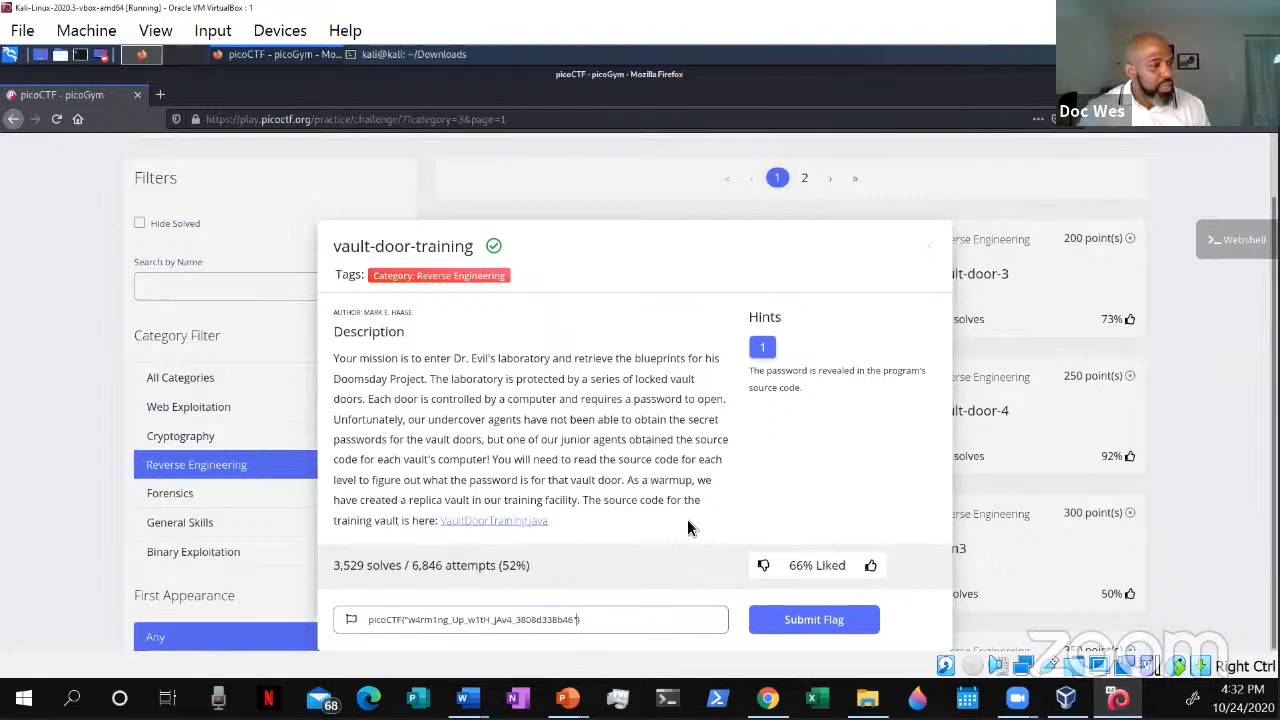 Kali-Linux-2020.3-vbox-amd64 [Running] - Oracle VM VirtualBox : 1
File Machine View Input Devices Help
picoCTF - picoGym - Mo... kali@kali: ~/Downloads
picoCTF - picoGym - Mozilla Firefox
picoCTF - picoGym
Doc Wes
https://play.picoctf.org/practice/challenge/7?category=3&page=1
Filters
« ‹ 1 2 › »
Hide Solved
Search by Name
Category Filter
All Categories
Web Exploitation
Cryptography
Reverse Engineering
Forensics
General Skills
Binary Exploitation
First Appearance
Any
vault-door-training
Tags: Category: Reverse Engineering
AUTHOR: MARK E. HAASE
Description
Your mission is to enter Dr. Evil's laboratory and retrieve the blueprints for his
Doomsday Project. The laboratory is protected by a series of locked vault
doors. Each door is controlled by a computer and requires a password to open.
Unfortunately, our undercover agents have not been able to obtain the secret
passwords for the vault doors, but one of our junior agents obtained the source
code for each vault's computer! You will need to read the source code for each
level to figure out what the password is for that vault door. As a warmup, we
have created a replica vault in our training facility. The source code for the
training vault is here: VaultDoorTraining.java
Hints
1
The password is revealed in the program's
source code.
3,529 solves / 6,846 attempts (52%)
66% Liked
picoCTF{"w4rm1ng_Up_w1tH_jAv4_3808d338b46"}
Submit Flag
erse Engineering 200 point(s)
ult-door-3
solves 73%
Webshell
erse Engineering 250 point(s)
ult-door-4
solves 92%
erse Engineering 300 point(s)
n3
solves 50%
350 point(s)
zoom
Right Ctrl
68
4:32 PM
10/24/2020